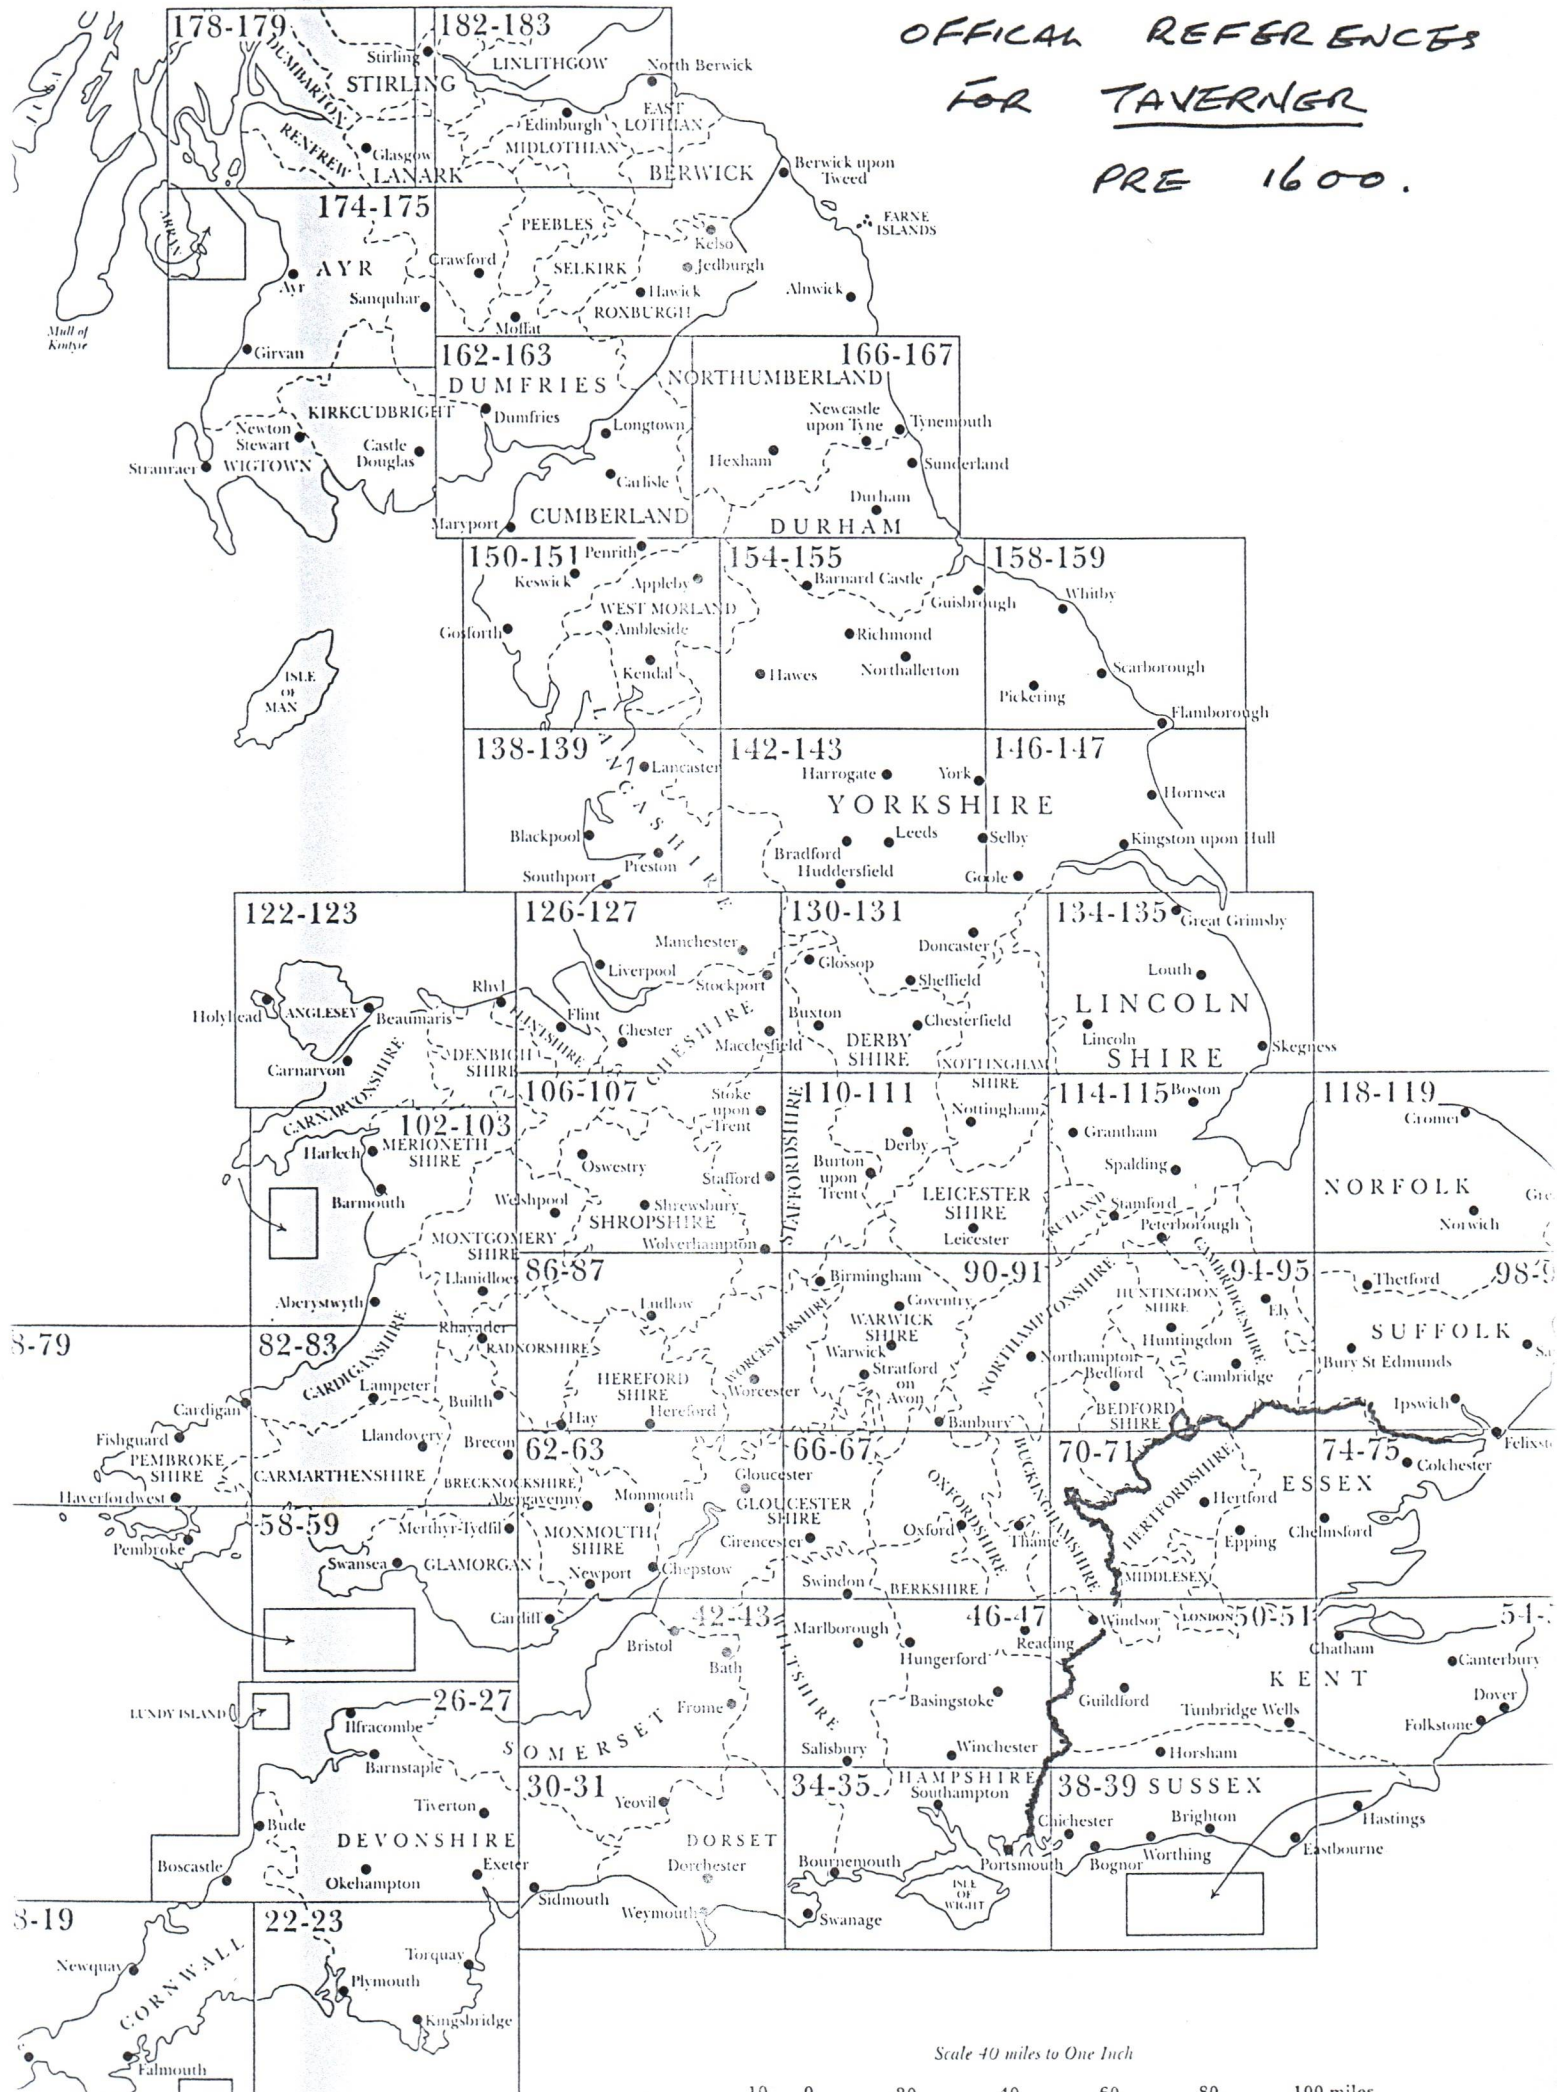 OFFICAL REFERENCES
FOR TAVERNER
PRE 1600.
178-179
182-183
DUMBARTON
Stirling
STIRLING
LINLITHGOW
North Berwick
EAST
LOTHIAN
Edinburgh
MIDLOTHIAN
RENFREW
Glasgow
LANARK
BERWICK
Berwick upon
Tweed
174-175
ARRAN
PEEBLES
Kelso
FARNE
ISLANDS
AYR
Ayr
Crawford
SELKIRK
Jedburgh
Sanquhar
Hawick
ROXBURGH
Alnwick
Moffat
Mull of
Kintyre
Girvan
162-163
166-167
DUMFRIES
NORTHUMBERLAND
KIRKCUDBRIGHT
Dumfries
Newton
Stewart
Castle
Douglas
Longtown
Newcastle
upon Tyne
Tynemouth
Stranraer
WIGTOWN
Hexham
Sunderland
Carlisle
Durham
Maryport
CUMBERLAND
DURHAM
150-151
Penrith
154-155
158-159
Keswick
Appleby
Barnard Castle
Guisbrough
Whitby
WEST MORLAND
Gosforth
Ambleside
Richmond
Kendal
Hawes
Northallerton
Scarborough
Pickering
ISLE
OF
MAN
Flamborough
138-139
142-143
146-147
LANCASHIRE
Lancaster
Harrogate
York
YORKSHIRE
Hornsea
Blackpool
Leeds
Selby
Kingston upon Hull
Preston
Bradford
Huddersfield
Southport
Goole
122-123
126-127
130-131
134-135
Great Grimsby
Manchester
Doncaster
Liverpool
Glossop
Louth
Stockport
Sheffield
Rhyl
Holyhead
ANGLESEY
Beaumaris
Flint
FLINTSHIRE
Buxton
LINCOLN
SHIRE
Chester
CHESHIRE
Chesterfield
Macclesfield
DERBY
SHIRE
Lincoln
Skegness
Carnarvon
DENBIGH
SHIRE
NOTTINGHAM
SHIRE
CARNARVONSHIRE
106-107
Stoke
upon
Trent
110-111
114-115
Boston
118-119
Cromer
102-103
STAFFORDSHIRE
Nottingham
Harlech
MERIONETH
SHIRE
Oswestry
Derby
Grantham
Stafford
Burton
upon
Trent
Spalding
Barmouth
Welshpool
Shrewsbury
SHROPSHIRE
LEICESTER
SHIRE
Leicester
RUTLAND
Stamford
Peterborough
NORFOLK
Gre
Norwich
MONTGOMERY
SHIRE
Wolverhampton
86-87
90-91
94-95
98-9
Llanidloes
Birmingham
CAMBRIDGESHIRE
Thetford
Aberystwyth
Ludlow
Coventry
HUNTINGDON
SHIRE
Ely
8-79
82-83
Rhayader
RADNORSHIRE
WORCESTERSHIRE
WARWICK
SHIRE
Warwick
NORTHAMPTONSHIRE
Huntingdon
SUFFOLK
Sa
CARDIGANSHIRE
Stratford
on
Avon
Northampton
Bury St Edmunds
Lampeter
HEREFORD
SHIRE
Worcester
Bedford
Cambridge
Cardigan
Builth
Hay
Hereford
Banbury
BEDFORD
SHIRE
Ipswich
Fishguard
Llandovery
Brecon
62-63
66-67
70-71
74-75
Felixst
PEMBROKE
SHIRE
CARMARTHENSHIRE
BRECKNOCKSHIRE
Gloucester
OXFORDSHIRE
BUCKINGHAMSHIRE
HERTFORDSHIRE
Colchester
ESSEX
Haverfordwest
Abergavenny
Monmouth
GLOUCESTER
SHIRE
Hertford
Pembroke
58-59
Merthyr-Tydfil
MONMOUTH
SHIRE
Cirencester
Oxford
Thame
Epping
Chelmsford
Swansea
GLAMORGAN
Newport
Chepstow
Swindon
BERKSHIRE
MIDDLESEX
Cardiff
42-43
46-47
Windsor
LONDON
50-51
54-
Bristol
WILTSHIRE
Marlborough
Reading
Chatham
Bath
Hungerford
Canterbury
KENT
Basingstoke
Guildford
LUNDY ISLAND
26-27
Frome
Tunbridge Wells
Dover
Ilfracombe
SOMERSET
Folkstone
Barnstaple
Salisbury
Winchester
Horsham
30-31
34-35
HAMPSHIRE
38-39
SUSSEX
Yeovil
Southampton
Tiverton
Bude
Chichester
Brighton
Hastings
DEVONSHIRE
DORSET
Boscastle
Exeter
Dorchester
Bournemouth
Portsmouth
Bognor
Worthing
Eastbourne
Okehampton
Sidmouth
ISLE
OF
WIGHT
Weymouth
Swanage
8-19
22-23
Newquay
CORNWALL
Torquay
Plymouth
Kingsbridge
Falmouth
Scale 40 miles to One Inch
10 0 20 40 60 80 100 miles